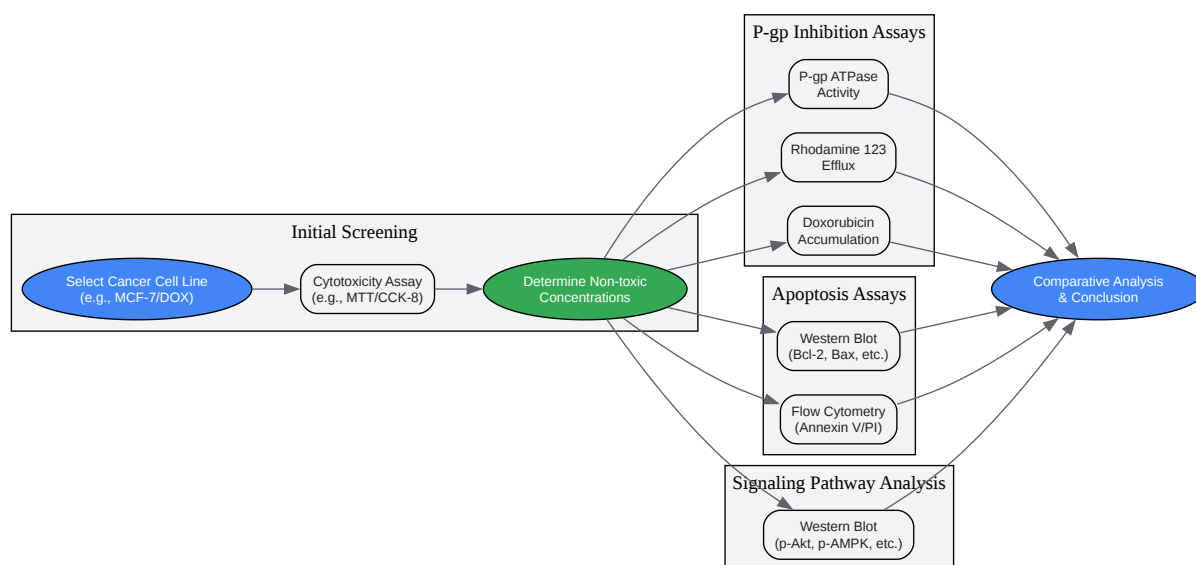 Initial Screening
Select Cancer Cell Line
(e.g., MCF-7/DOX)
Cytotoxicity Assay
(e.g., MTT/CCK-8)
Determine Non-toxic
Concentrations
P-gp Inhibition Assays
P-gp ATPase
Activity
Rhodamine 123
Efflux
Doxorubicin
Accumulation
Apoptosis Assays
Western Blot
(Bcl-2, Bax, etc.)
Flow Cytometry
(Annexin V/PI)
Signaling Pathway Analysis
Western Blot
(p-Akt, p-AMPK, etc.)
Comparative Analysis
& Conclusion